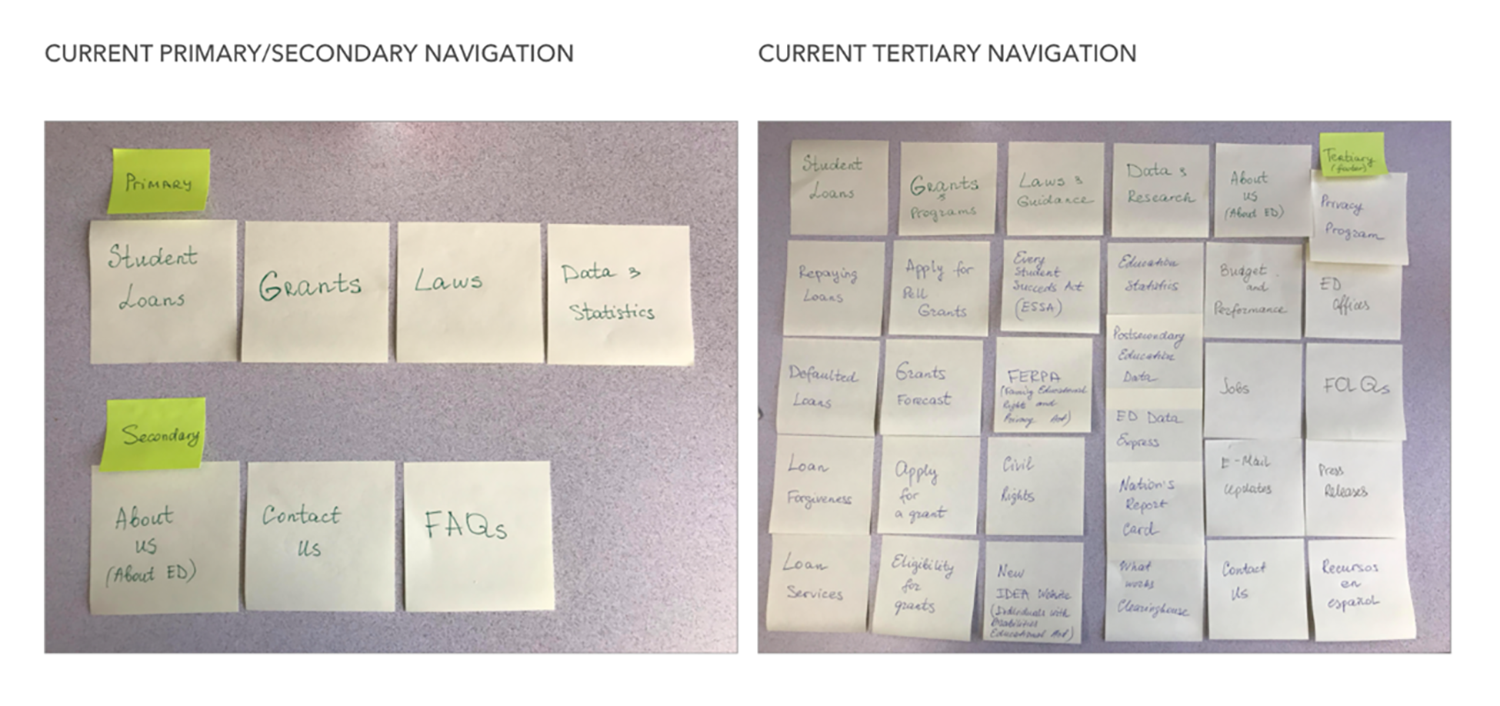 CURRENT PRIMARY/SECONDARY NAVIGATION
PRIMARY
Student
Loans
Grants
Laws
Data &
Statistics
Secondary
About
us
(About ED)
Contact
Us
FAQs
CURRENT TERTIARY NAVIGATION
Student
Loans
Repaying
Loans
Defaulted
Loans
Loan
Forgiveness
Loan
Services
Grants
&
Programs
Apply for
Pell
Grants
Grants
Forecast
Apply
for
a grant
Eligibility
for
grants
Laws &
Guidance
Every
Student
Succeeds Act
(ESSA)
FERPA
(Family Educational
Rights and
Privacy Act)
Civil
Rights
New
IDEA Website
(Individuals with
Disabilities
Educational Act)
Data &
Research
Education
Statistics
Postsecondary
Education
Data
ED Data
Express
Nation's
Report
Card
What
works
Clearinghouse
About
us
(About ED)
Budget
and
Performance
Jobs
E-Mail
Updates
Contact
Us
Tertiary
(footer)
Privacy
Program
ED
Offices
FAQs
Press
Releases
Recursos
en
español